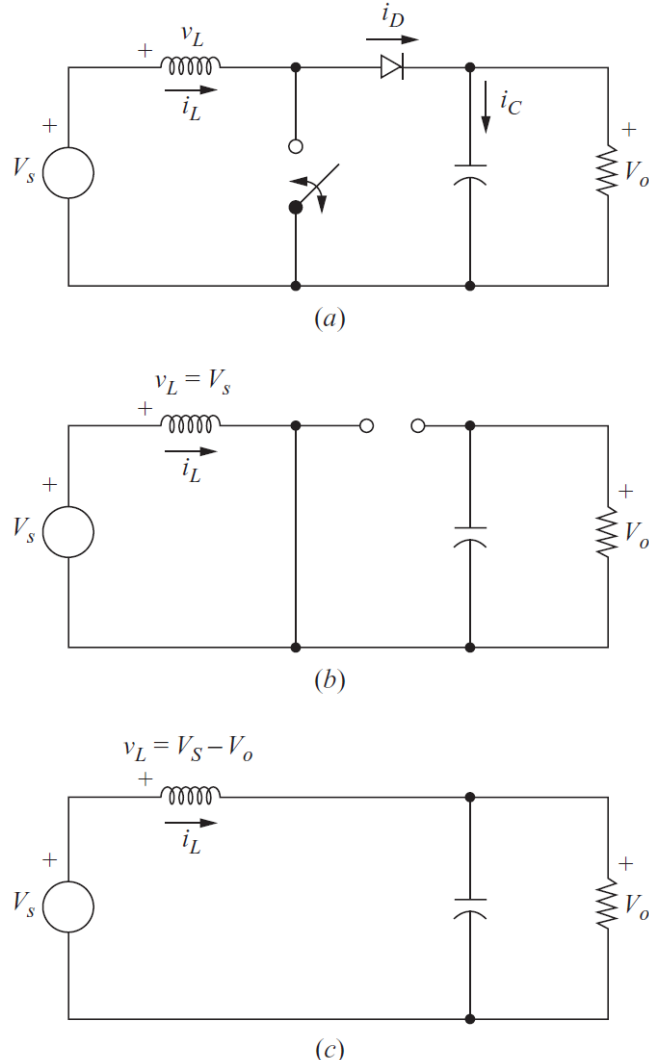 v_L i_D
+
i_L i_C
+ +
V_s V_o
(a)
v_L = V_s
+
i_L
+ +
V_s V_o
(b)
v_L = V_S – V_o
+
i_L
+ +
V_s V_o
(c)